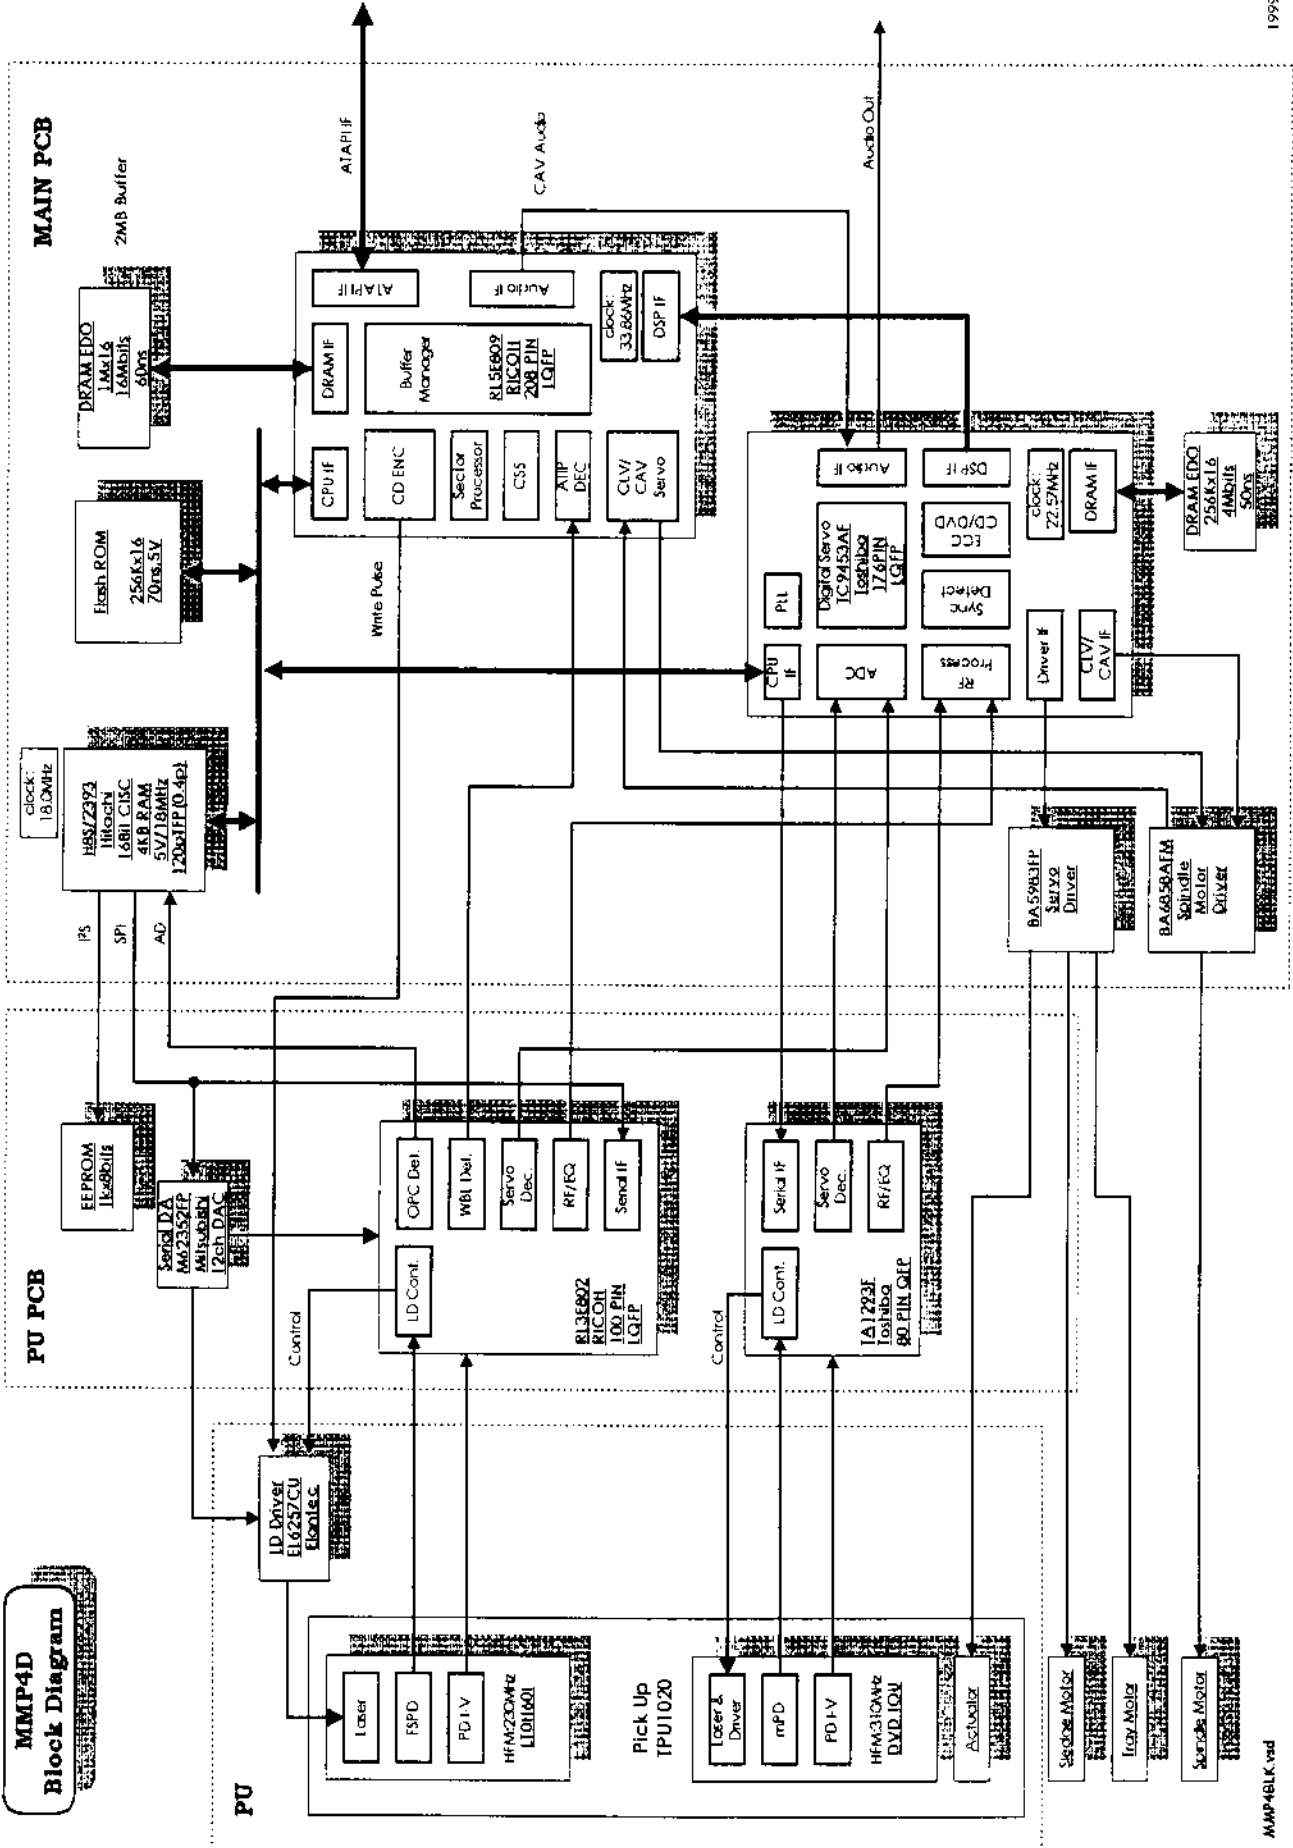 MMP4D
Block Diagram
PU PCB
MAIN PCB
PU
clock:
18.0MHz
H8S/2393
Hitachi
16Bit CISC
4KB RAM
5V/18MHz
120pTFP (0.4p)
Flash ROM
256Kx16
70ns,5V
DRAM EDO
1Mx16
16Mbits
60ns
2MB Buffer
I²S
SPI
AD
EEPROM
1kx8bits
Serial DA
M62352FP
Mitsubishi
12ch DAC
LD Driver
EL6257CU
Elantec
Control
Write Pulse
CPU IF
DRAM IF
ATAPI IF
ATAPI IF
CD ENC
Buffer
Manager
Sector
Processor
CSS
AIP
DEC
CLV/
CAV
Servo
RL5E809
RICOH
208 PIN
LQFP
Audio IF
CAV Audio
clock:
33.86MHz
DSP IF
OPC Det.
WBL Det.
Servo
Dec.
RF/EQ
Serial IF
LD Cont.
RL3E802
RICOH
100 PIN
LQFP
Laser
FSPD
PD I-V
HFM:230MHz
LTDH601
Pick Up
TPU1020
Laser &
Driver
mPD
PD I-V
HFM:310MHz
DVD IOU
Actuator
Control
LD Cont.
Serial IF
Servo
Dec.
RF/EQ
TA1293F
Toshiba
80 PIN QFP
CPU
IF
PLL
ADC
Digital Servo
TC9453AF
Toshiba
176PIN
LQFP
Audio IF
Audio Out
RF
Process
Sync
Detect
ECC
CD/DVD
DSP IF
Driver IF
clock:
22.57MHz
CLV/
CAV IF
DRAM IF
DRAM EDO
256Kx16
4Mbits
50ns
BA5983FP
Servo
Driver
BA6858AFM
Spindle
Motor
Driver
Sledge Motor
Tray Motor
Spindle Motor
MMP4BLK.vsd